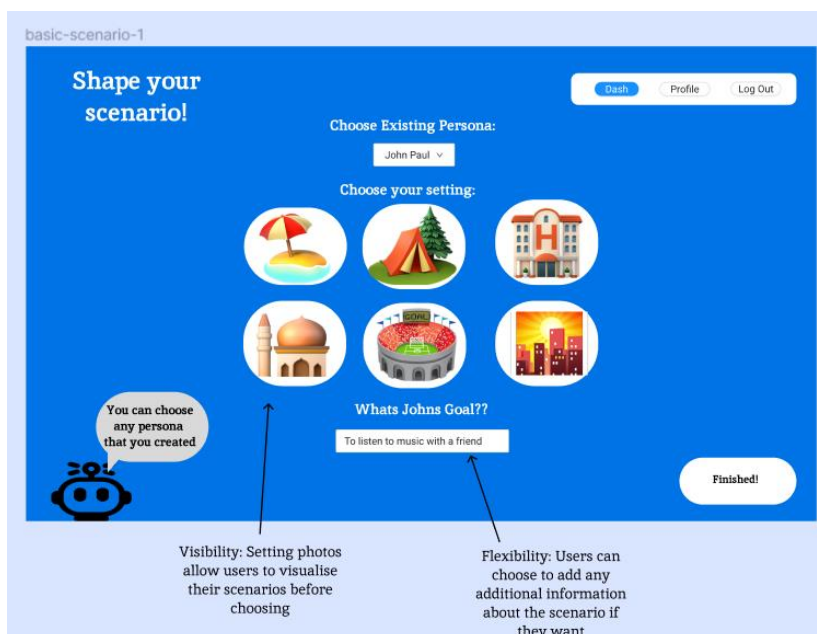 basic-scenario-1
Shape your
scenario!
Dash
Profile
Log Out
Choose Existing Persona:
John Paul
Choose your setting:
H
GOAL
You can choose
any persona
that you created
Whats Johns Goal??
To listen to music with a friend
Finished!
Visibility: Setting photos
allow users to visualise
their scenarios before
choosing
Flexibility: Users can
choose to add any
additional information
about the scenario if
they want